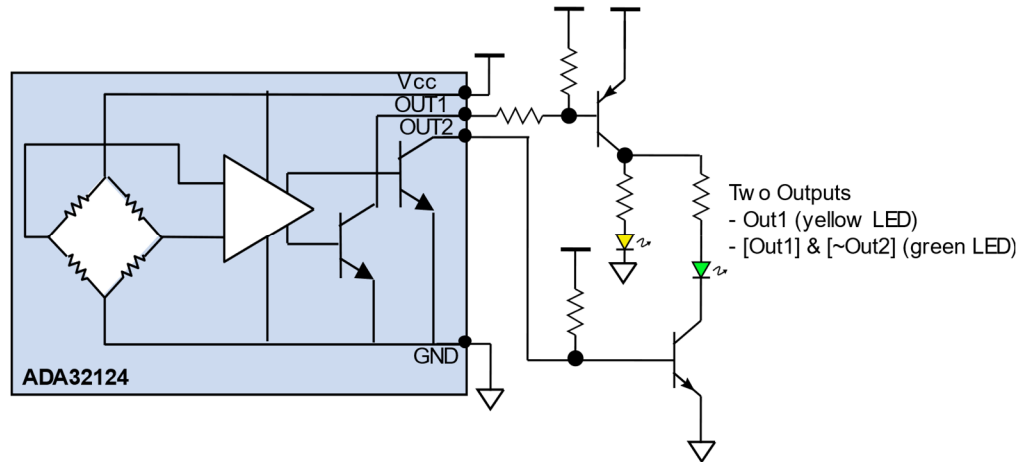 Vcc
OUT1
OUT2
Two Outputs
- Out1 (yellow LED)
- [Out1] & [~Out2] (green LED)
GND
ADA32124